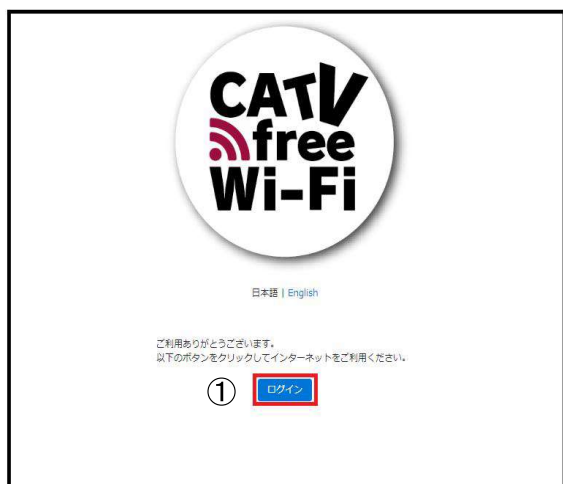 CATV
free
Wi-Fi
日本語 | English
ご利用ありがとうございます。
以下のボタンをクリックしてインターネットをご利用ください。
① ログイン